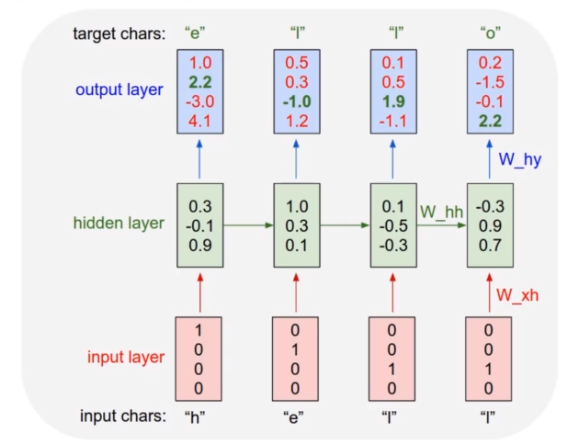 target chars: “e” “l” “l” “o”
output layer
1.0 0.5 0.1 0.2
2.2 0.3 0.5 -1.5
-3.0 -1.0 1.9 -0.1
4.1 1.2 -1.1 2.2
W_hy
hidden layer
0.3 1.0 0.1 -0.3
-0.1 0.3 -0.5 0.9
0.9 0.1 -0.3 0.7
W_hh
W_xh
input layer
1 0 0 0
0 1 0 0
0 0 1 1
0 0 0 0
input chars: “h” “e” “l” “l”